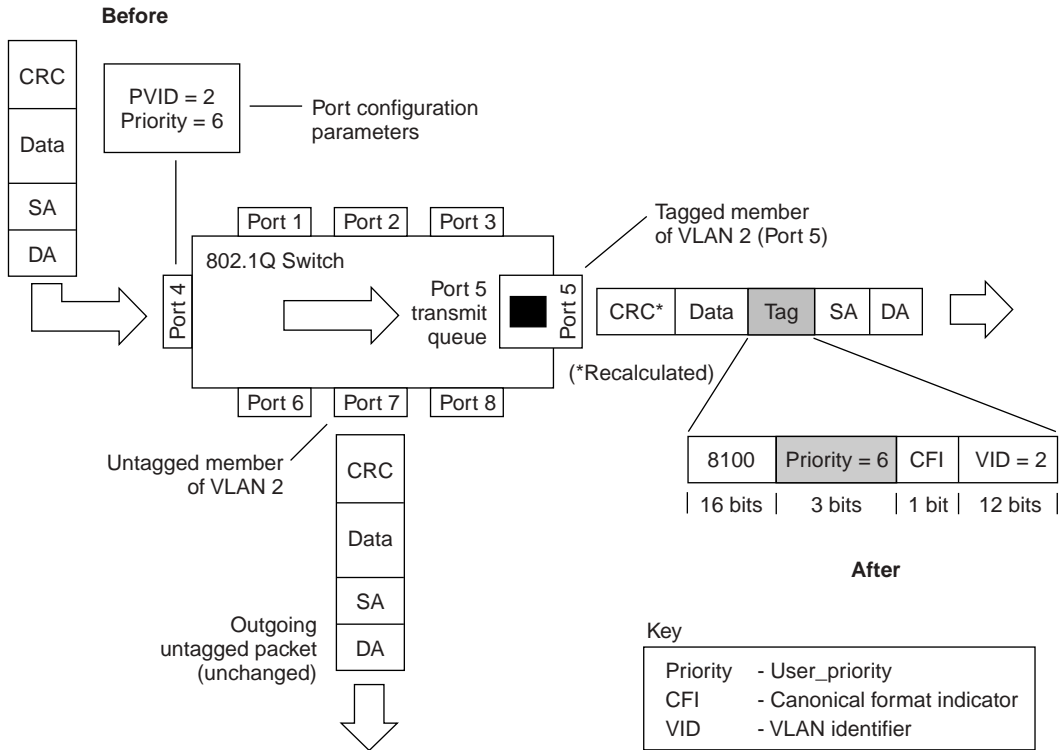 Before
CRC
Data
SA
DA
PVID = 2
Priority = 6
Port configuration
parameters
Port 1
Port 2
Port 3
802.1Q Switch
Port 4
Port 5
transmit
queue
Port 5
Tagged member
of VLAN 2 (Port 5)
CRC*
Data
Tag
SA
DA
(*Recalculated)
Port 6
Port 7
Port 8
8100
Priority = 6
CFI
VID = 2
16 bits
3 bits
1 bit
12 bits
Untagged member
of VLAN 2
CRC
Data
SA
DA
Outgoing
untagged packet
(unchanged)
After
Key
Priority - User_priority
CFI - Canonical format indicator
VID - VLAN identifier